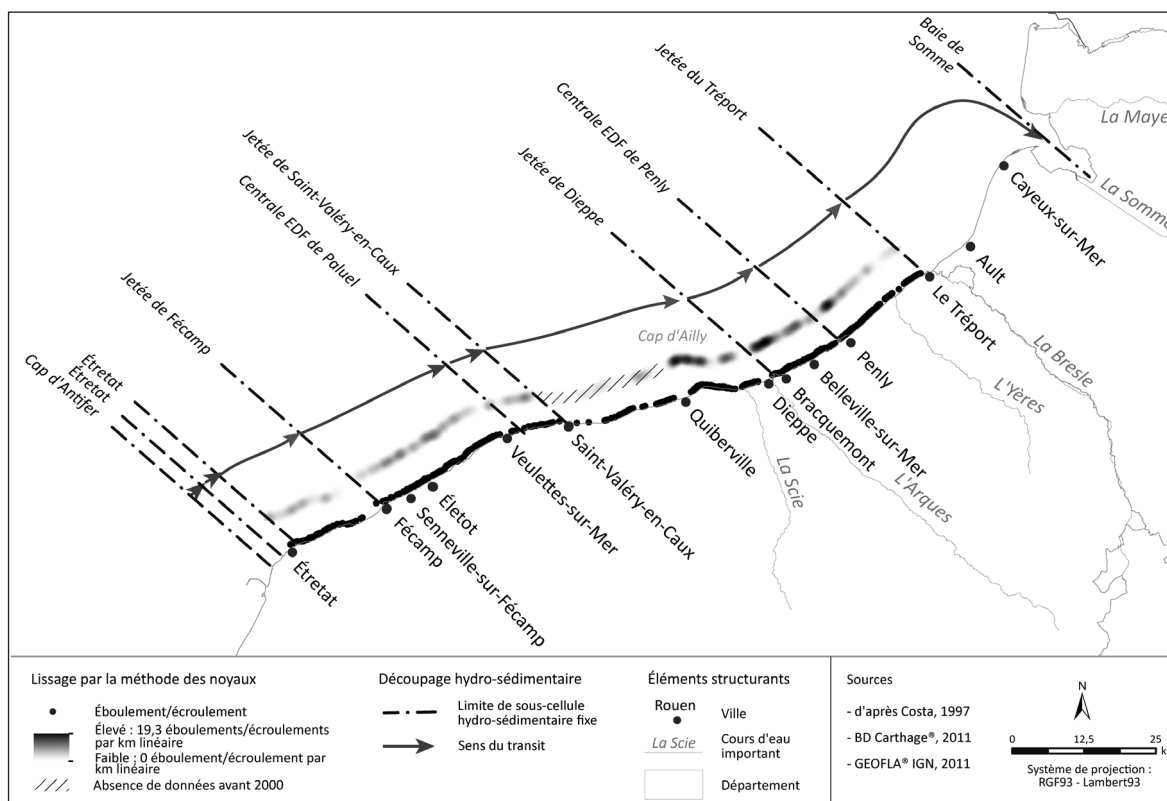 Baie de
Somme
Jetée du Tréport
Centrale EDF de Penly
Jetée de Dieppe
Jetée de Saint-Valéry-en-Caux
Centrale EDF de Paluel
Jetée de Fécamp
Étretat
Étretat
Cap d'Antifer
La Maye
La Somme
Cayeux-sur-Mer
Ault
Le Tréport
La Bresle
L'Yères
Penly
Belleville-sur-Mer
Bracquemont
Dieppe
L'Arques
La Scie
Cap d'Ailly
Quiberville
Saint-Valéry-en-Caux
Veulettes-sur-Mer
Életot
Senneville-sur-Fécamp
Fécamp
Étretat
Lissage par la méthode des noyaux
Éboulement/écroulement
Élevé : 19,3 éboulements/écroulements
par km linéaire
Faible : 0 éboulement/écroulement par
km linéaire
Absence de données avant 2000
Découpage hydro-sédimentaire
Limite de sous-cellule
hydro-sédimentaire fixe
Sens du transit
Éléments structurants
Rouen
Ville
La Scie
Cours d'eau
important
Département
Sources
- d'après Costa, 1997
- BD Carthage®, 2011
- GEOFLA® IGN, 2011
N
0 12,5 25
k
Système de projection :
RGF93 - Lambert93